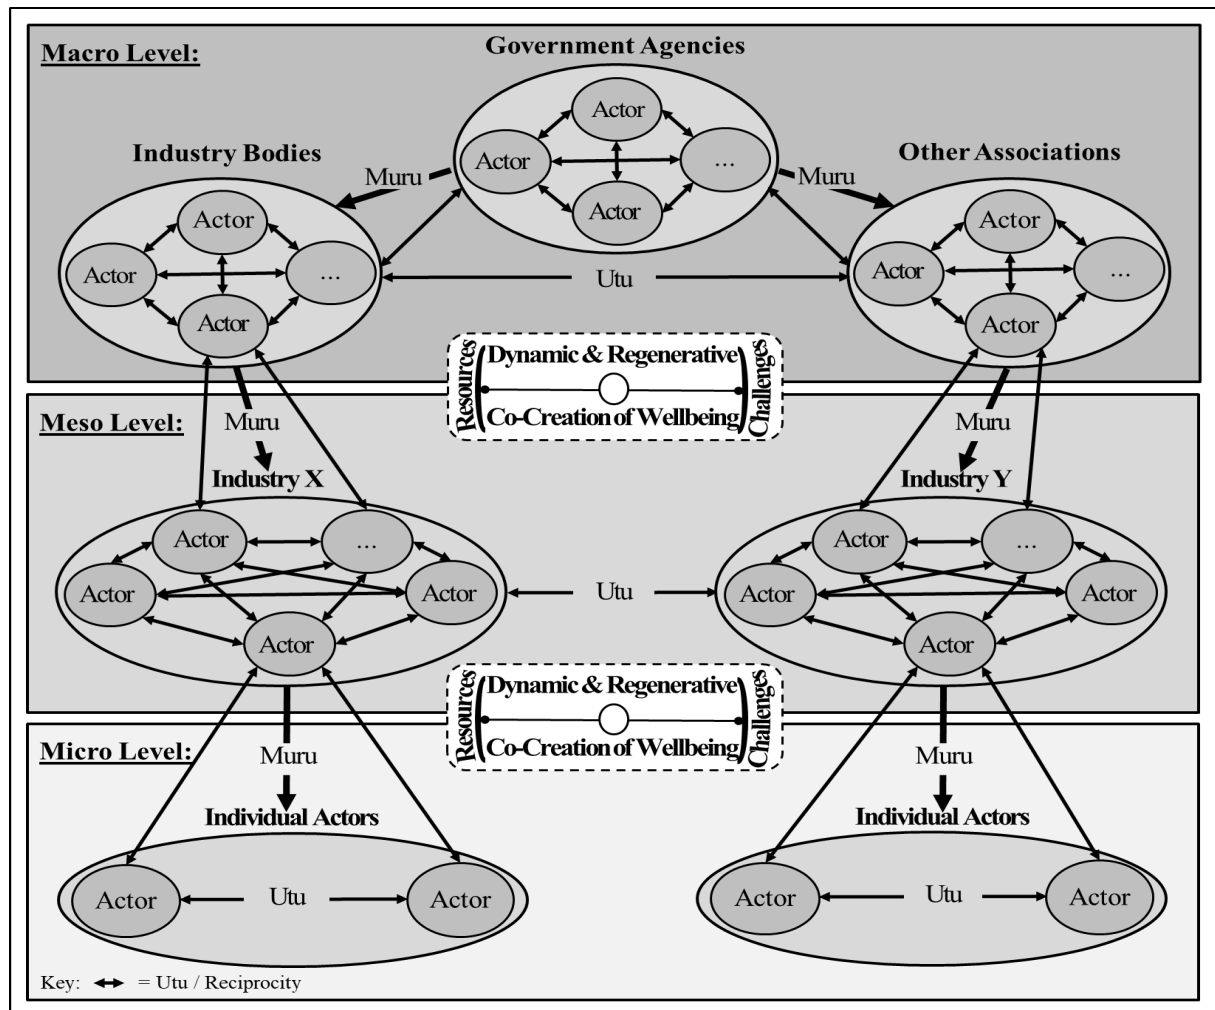 Macro Level:
Government Agencies
Actor
Actor
...
Actor
Industry Bodies
Muru
Muru
Other Associations
Actor
Actor
...
Actor
Utu
Actor
Actor
...
Actor
Resources
Dynamic & Regenerative
Co-Creation of Wellbeing
Challenges
Meso Level:
Muru
Muru
Industry X
Actor
...
Actor
Actor
Actor
Utu
Industry Y
Actor
...
Actor
Actor
Actor
Resources
Dynamic & Regenerative
Co-Creation of Wellbeing
Challenges
Micro Level:
Muru
Muru
Individual Actors
Actor
Utu
Actor
Individual Actors
Actor
Utu
Actor
Key: = Utu / Reciprocity